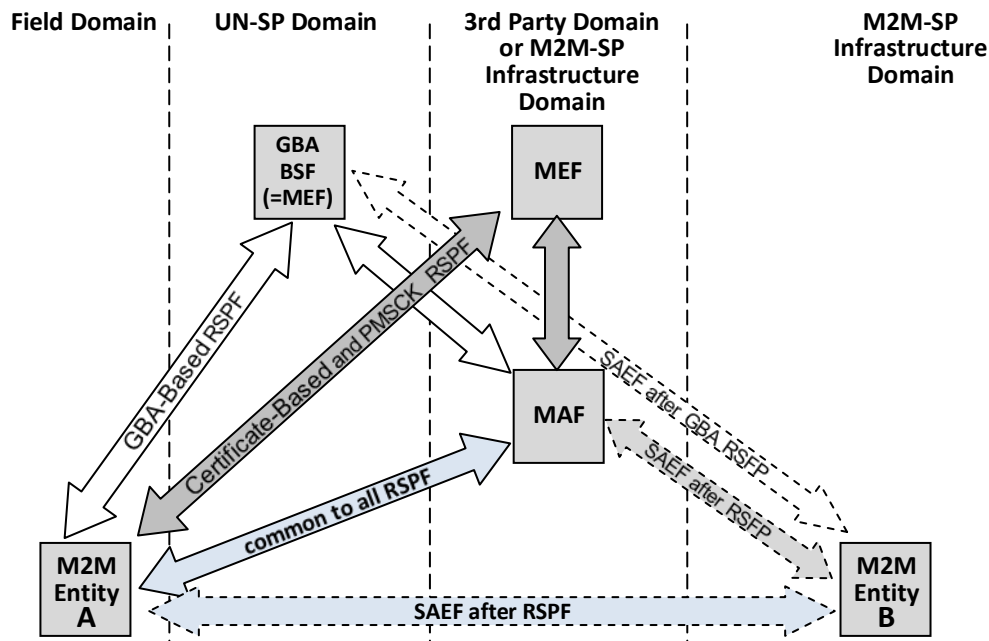 Field Domain
UN-SP Domain
3rd Party Domain
or M2M-SP
Infrastructure
Domain
M2M-SP
Infrastructure
Domain
GBA
BSF
(=MEF)
MEF
GBA-Based RSPF
Certificate-Based and PMSCK RSPF
SAEF after GBA RSFP
MAF
SAEF after RSFP
common to all RSPF
M2M
Entity
A
M2M
Entity
B
SAEF after RSPF